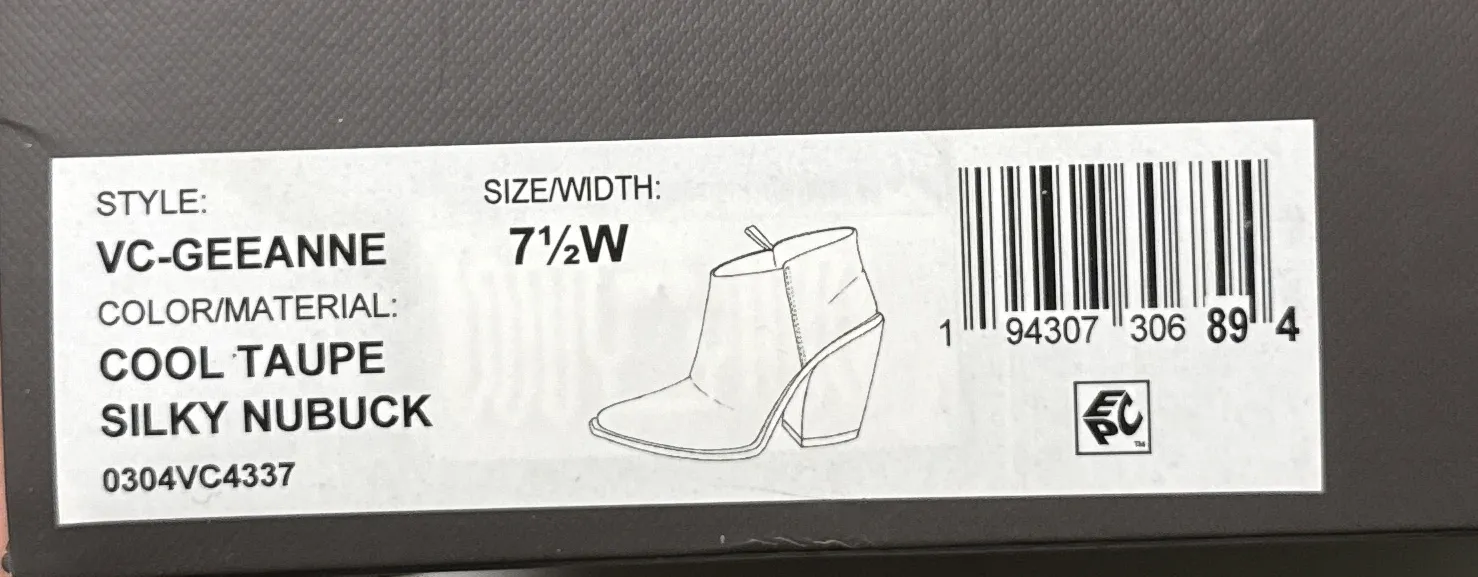 STYLE:
VC-GEEANNE
COLOR/MATERIAL:
COOL TAUPE
SILKY NUBUCK
0304VC4337
SIZE/WIDTH:
7½W
1 94307 306 89 4
EPC
TM